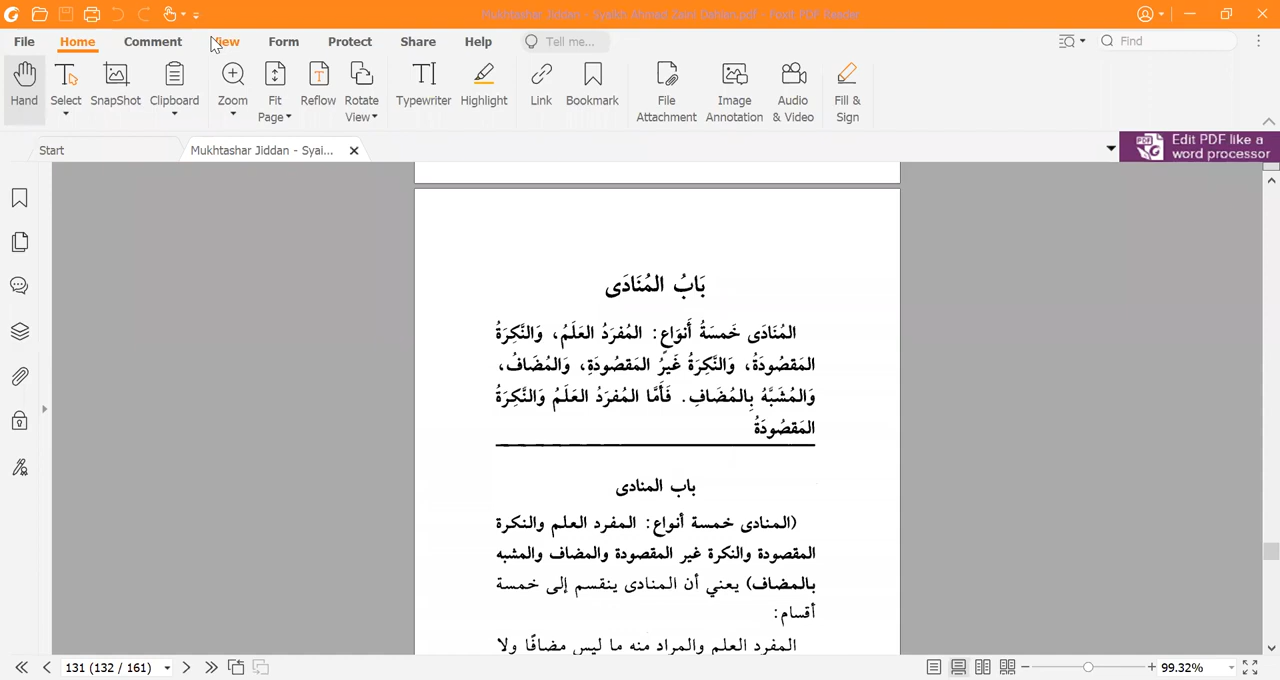 Mukhtashar Jiddan - Syaikh Ahmad Zaini Dahlan.pdf - Foxit PDF Reader
File Home Comment View Form Protect Share Help Tell me... Find
Hand Select SnapShot Clipboard Zoom Fit Page Reflow Rotate View Typewriter Highlight Link Bookmark File Attachment Image Annotation Audio & Video Fill & Sign
Start Mukhtashar Jiddan - Syai...
Edit PDF like a
word processor
بَابُ المُنَادَى
المُنَادَى خَمسَةُ أَنوَاعٍ: المُفرَدُ العَلَمُ، وَالنَّكِرَةُ
المَقصُودَةُ، وَالنَّكِرَةُ غَيرُ المَقصُودَةِ، وَالمُضَافُ،
وَالمُشَبَّهُ بِالمُضَافِ. فَأَمَّا المُفرَدُ العَلَمُ وَالنَّكِرَةُ
المَقصُودَةُ
باب المنادى
(المنادى خمسة أنواع: المفرد العلم والنكرة
المقصودة والنكرة غير المقصودة والمضاف والمشبه
بالمضاف) يعني أن المنادى ينقسم إلى خمسة
أقسام:
المفرد العلم والمراد منه ما ليس مضافًا ولا
131 (132 / 161) 99.32%